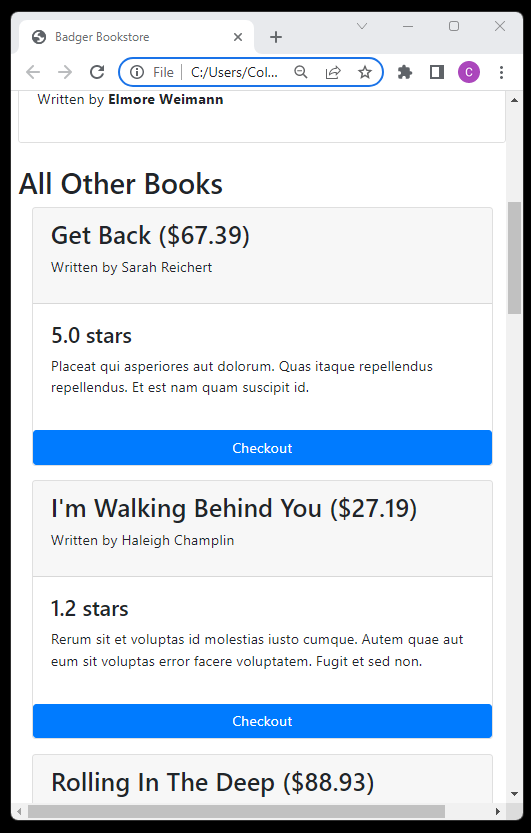 Badger Bookstore
File
C:/Users/Col...
C
Written by Elmore Weimann
All Other Books
Get Back ($67.39)
Written by Sarah Reichert
5.0 stars
Placeat qui asperiores aut dolorum. Quas itaque repellendus
repellendus. Et est nam quam suscipit id.
Checkout
I'm Walking Behind You ($27.19)
Written by Haleigh Champlin
1.2 stars
Rerum sit et voluptas id molestias iusto cumque. Autem quae aut
eum sit voluptas error facere voluptatem. Fugit et sed non.
Checkout
Rolling In The Deep ($88.93)